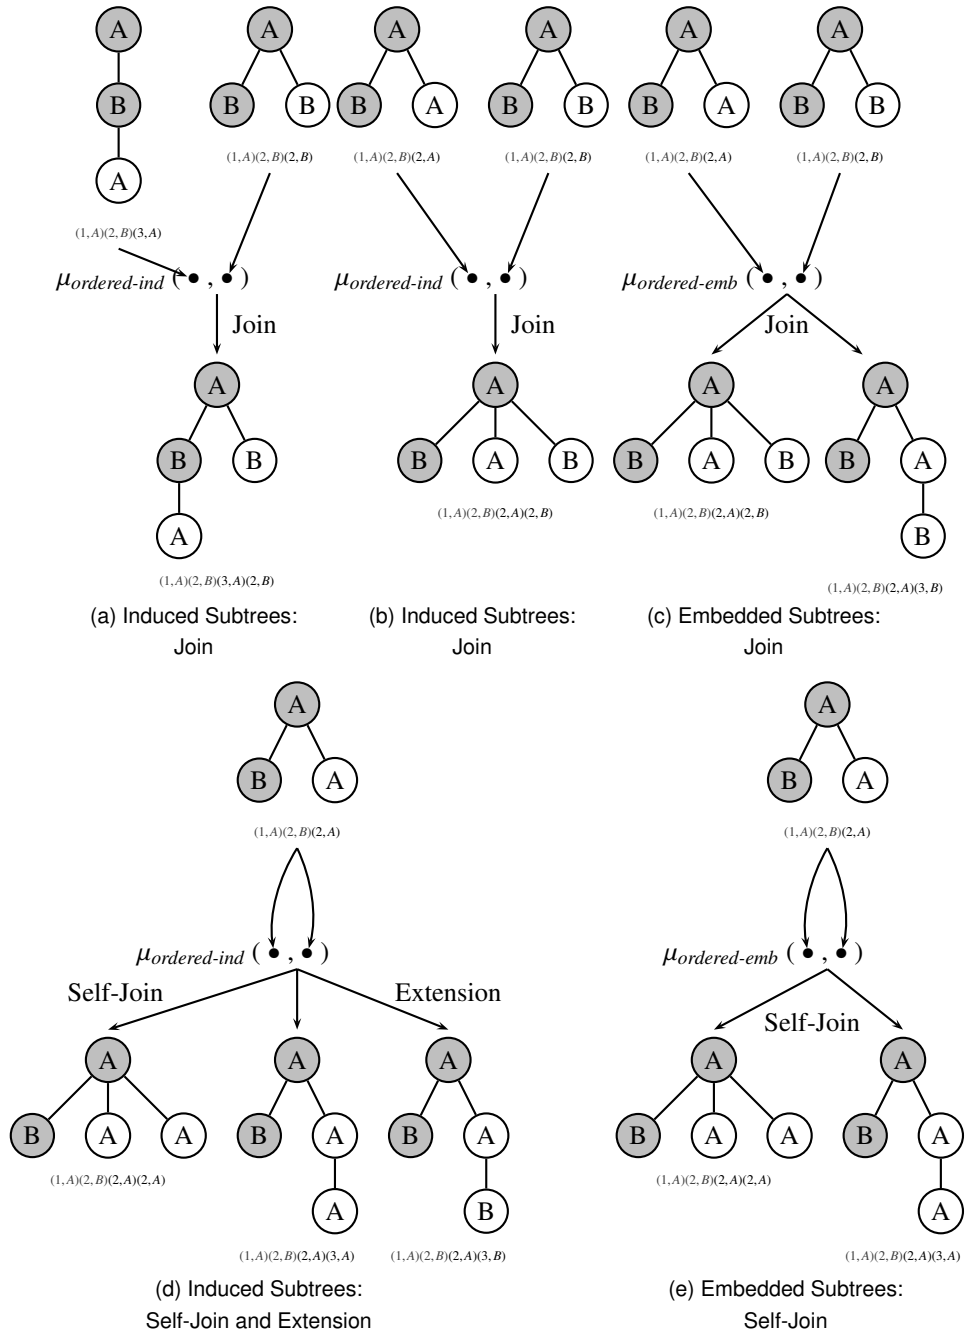 A A A A A A
B B B B A B B B A B B
A
(1,A)(2,B)(2,B) (1,A)(2,B)(2,A) (1,A)(2,B)(2,B) (1,A)(2,B)(2,A) (1,A)(2,B)(2,B)
(1,A)(2,B)(3,A)
μordered-ind (• , •) μordered-ind (• , •) μordered-emb (• , •)
Join Join Join
A A A A
B B B A B B A B B A
A B
(1,A)(2,B)(2,A)(2,B) (1,A)(2,B)(2,A)(2,B)
(1,A)(2,B)(3,A)(2,B) (1,A)(2,B)(2,A)(3,B)
(a) Induced Subtrees: (b) Induced Subtrees: (c) Embedded Subtrees:
Join Join Join
A A
B A B A
(1,A)(2,B)(2,A) (1,A)(2,B)(2,A)
μordered-ind (• , •) μordered-emb (• , •)
Self-Join Extension
Self-Join
A A A A A
B A A B A B A B A A B A
(1,A)(2,B)(2,A)(2,A) (1,A)(2,B)(2,A)(2,A)
A B A
(1,A)(2,B)(2,A)(3,A) (1,A)(2,B)(2,A)(3,B) (1,A)(2,B)(2,A)(3,A)
(d) Induced Subtrees: (e) Embedded Subtrees:
Self-Join and Extension Self-Join